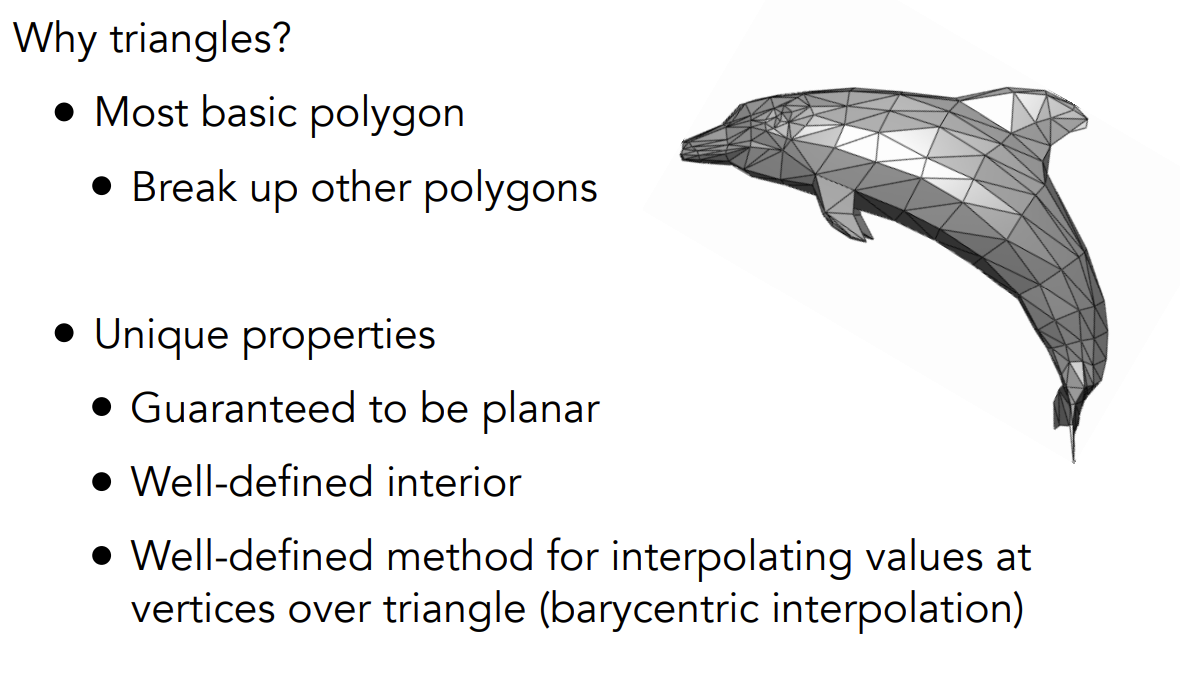 Why triangles?
• Most basic polygon
• Break up other polygons
• Unique properties
• Guaranteed to be planar
• Well-defined interior
• Well-defined method for interpolating values at
vertices over triangle (barycentric interpolation)